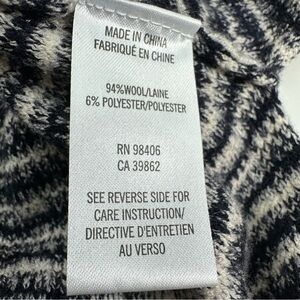 MADE IN CHINA
FABRIQUÉ EN CHINE
94%WOOL/LAINE
6% POLYESTER/POLYESTER
RN 98406
CA 39862
SEE REVERSE SIDE FOR
CARE INSTRUCTION/
DIRECTIVE D'ENTRETIEN
AU VERSO